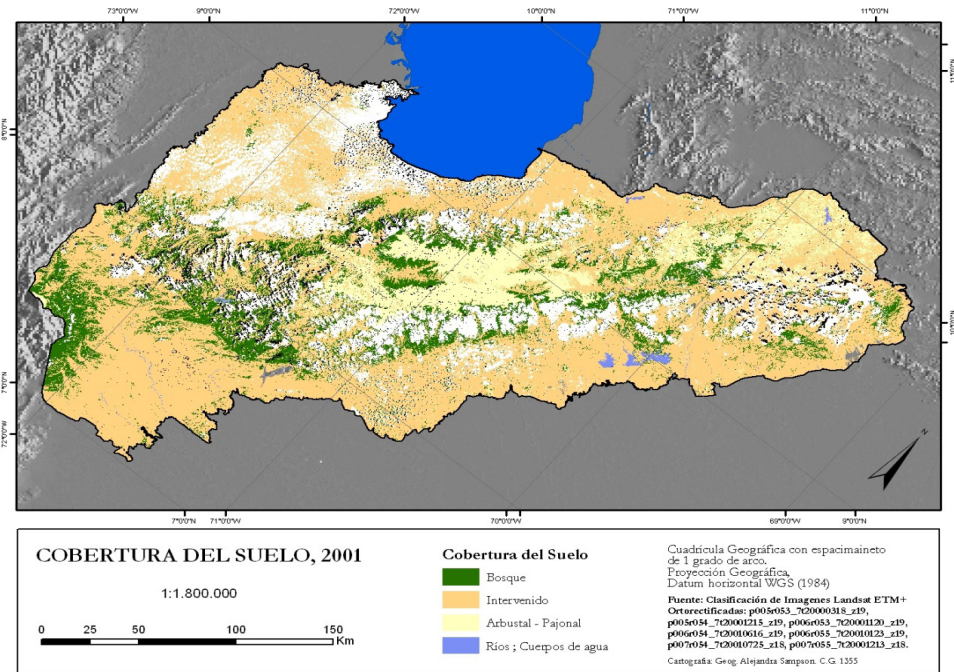 73°0'0"W
9°0'0"N
72°0'0"W
10°0'0"N
71°0'0"W
11°0'0"N
8°0'0"N
7°0'0"N
72°0'0"W
10°0'0"N
N
7°0'0"N
71°0'0"W
70°0'0"W
69°0'0"W
9°0'0"N
COBERTURA DEL SUELO, 2001
1:1.800.000
0 25 50 100 150
Km
Cobertura del Suelo
Bosque
Intervenido
Arbustal - Pajonal
Ríos ; Cuerpos de agua
Cuadrícula Geográfica con espacimaineto
de 1 grado de arco.
Proyección Geográfica,
Datum horizontal WGS (1984)
Fuente: Clasificación de Imagenes Landsat ETM+
Ortorectificadas: p005r053_7t20000318_z19,
p005r054_7t20001215_z19, p006r053_7t20001120_z19,
p006r054_7t20010616_z19, p006r055_7t20010123_z19,
p007r054_7t20010725_z18, p007r055_7t20001213_z18.
Cartografía: Geog. Alejandra Sampson. C.G. 1355